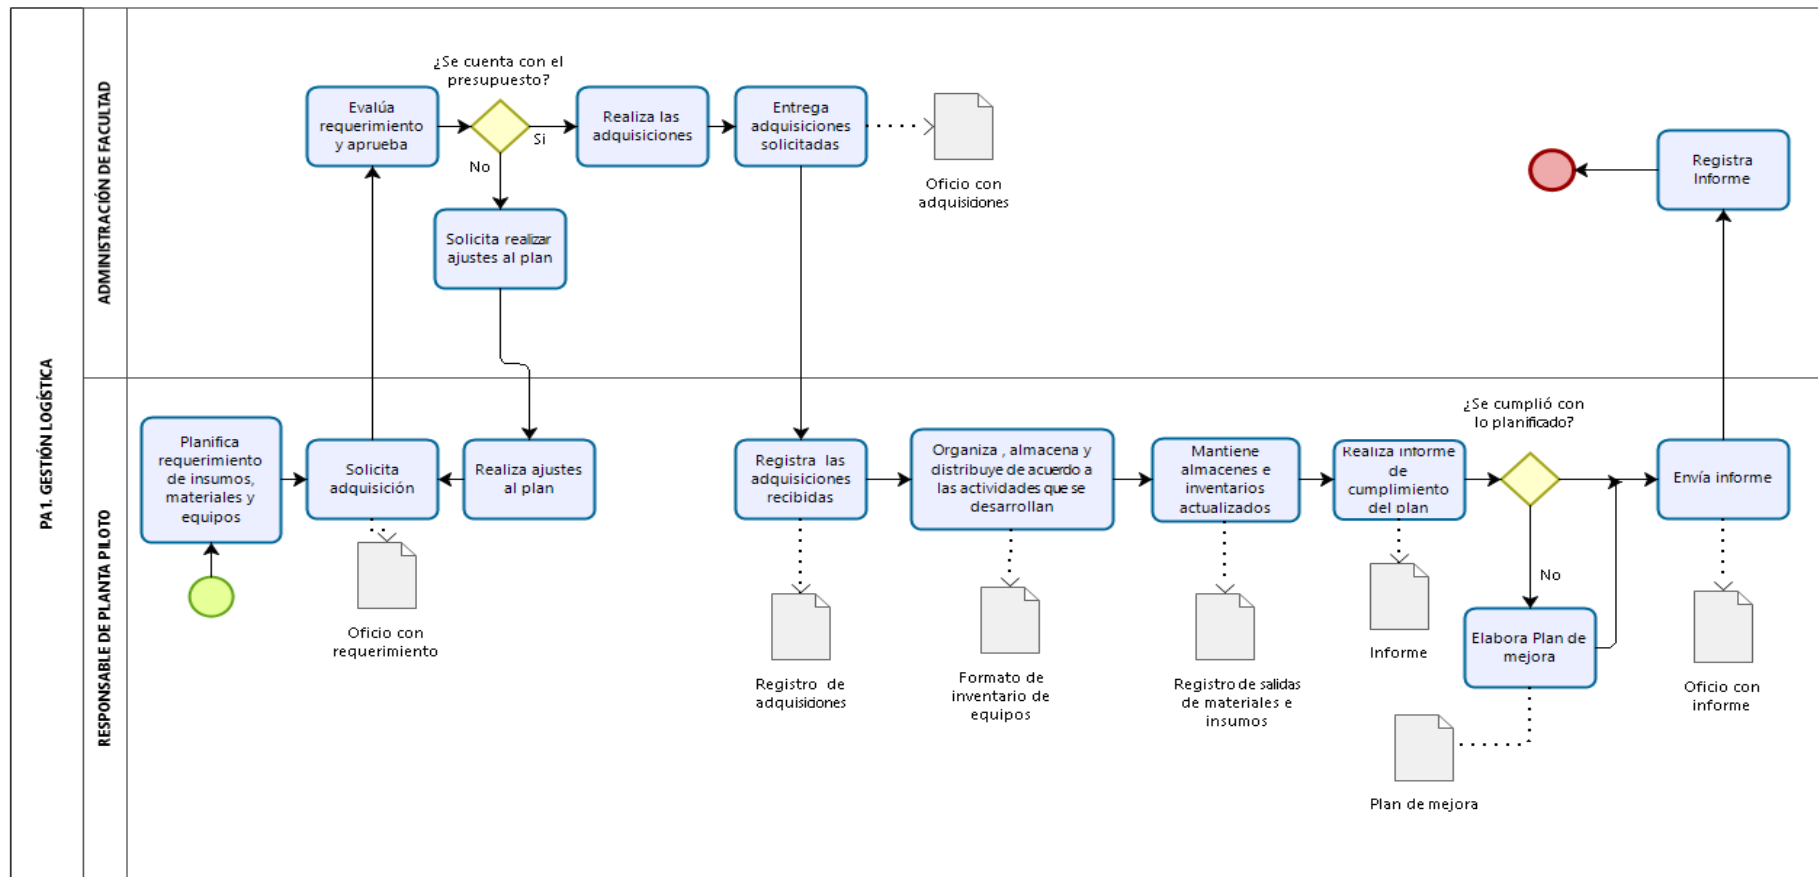 PA1. GESTIÓN LOGÍSTICA
ADMINISTRACIÓN DE FACULTAD
¿Se cuenta con el
presupuesto?
Evalúa
requerimiento
y aprueba
Si
No
Realiza las
adquisiciones
Entrega
adquisiciones
solicitadas
Oficio con
adquisiciones
Solicita realizar
ajustes al plan
Registra
Informe
RESPONSABLE DE PLANTA PILOTO
Planifica
requerimiento
de insumos,
materiales y
equipos
Solicita
adquisición
Realiza ajustes
al plan
Oficio con
requerimiento
Registra las
adquisiciones
recibidas
Registro de
adquisiciones
Organiza , almacena y
distribuye de acuerdo a
las actividades que se
desarrollan
Formato de
inventario de
equipos
Mantiene
almacenes e
inventarios
actualizados
Registro de salidas
de materiales e
insumos
Realiza informe
de
cumplimiento
del plan
Informe
¿Se cumplió con
lo planificado?
No
Elabora Plan de
mejora
Plan de mejora
Envía informe
Oficio con
informe